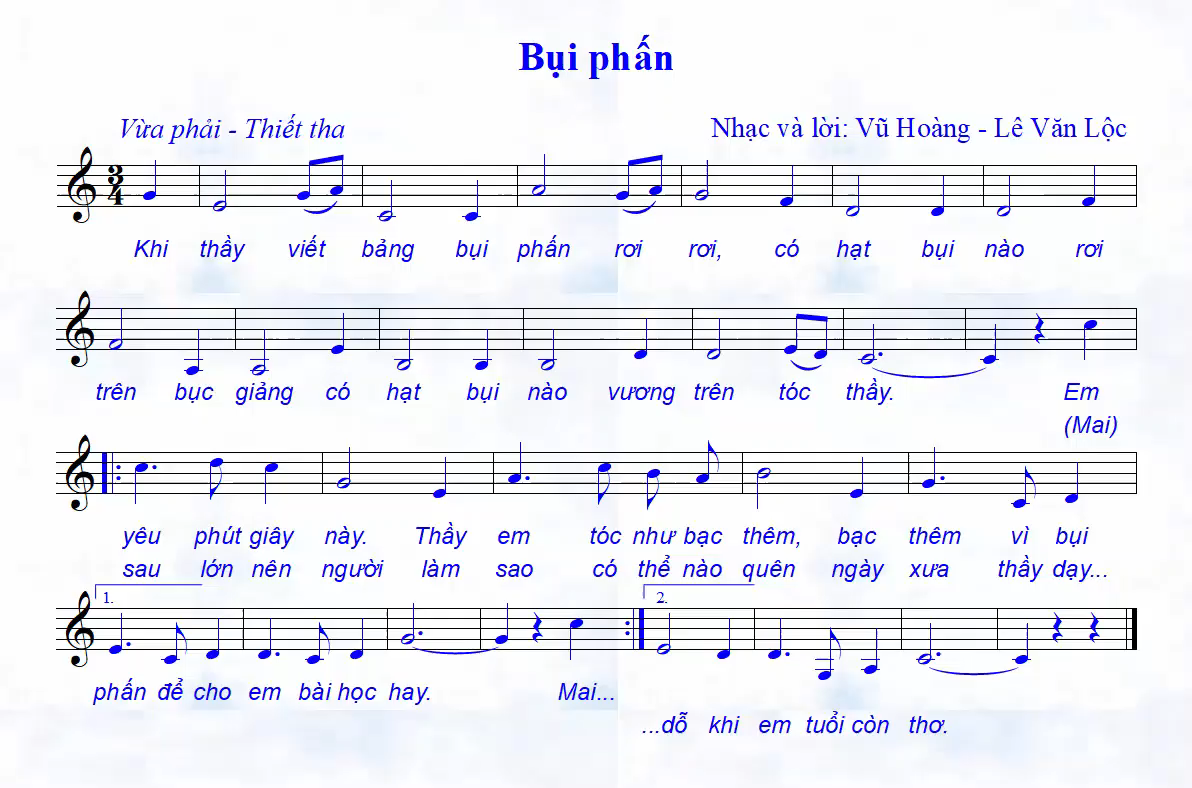 Bụi phấn
Vừa phải - Thiết tha
Nhạc và lời: Vũ Hoàng - Lê Văn Lộc
3
4
Khi thầy viết bảng bụi phấn rơi rơi, có hạt bụi nào rơi
trên bục giảng có hạt bụi nào vương trên tóc thầy. Em
(Mai)
yêu phút giây này. Thầy em tóc như bạc thêm, bạc thêm vì bụi
sau lớn nên người làm sao có thể nào quên ngày xưa thầy dạy...
1. 2.
phấn để cho em bài học hay. Mai...
...dỗ khi em tuổi còn thơ.